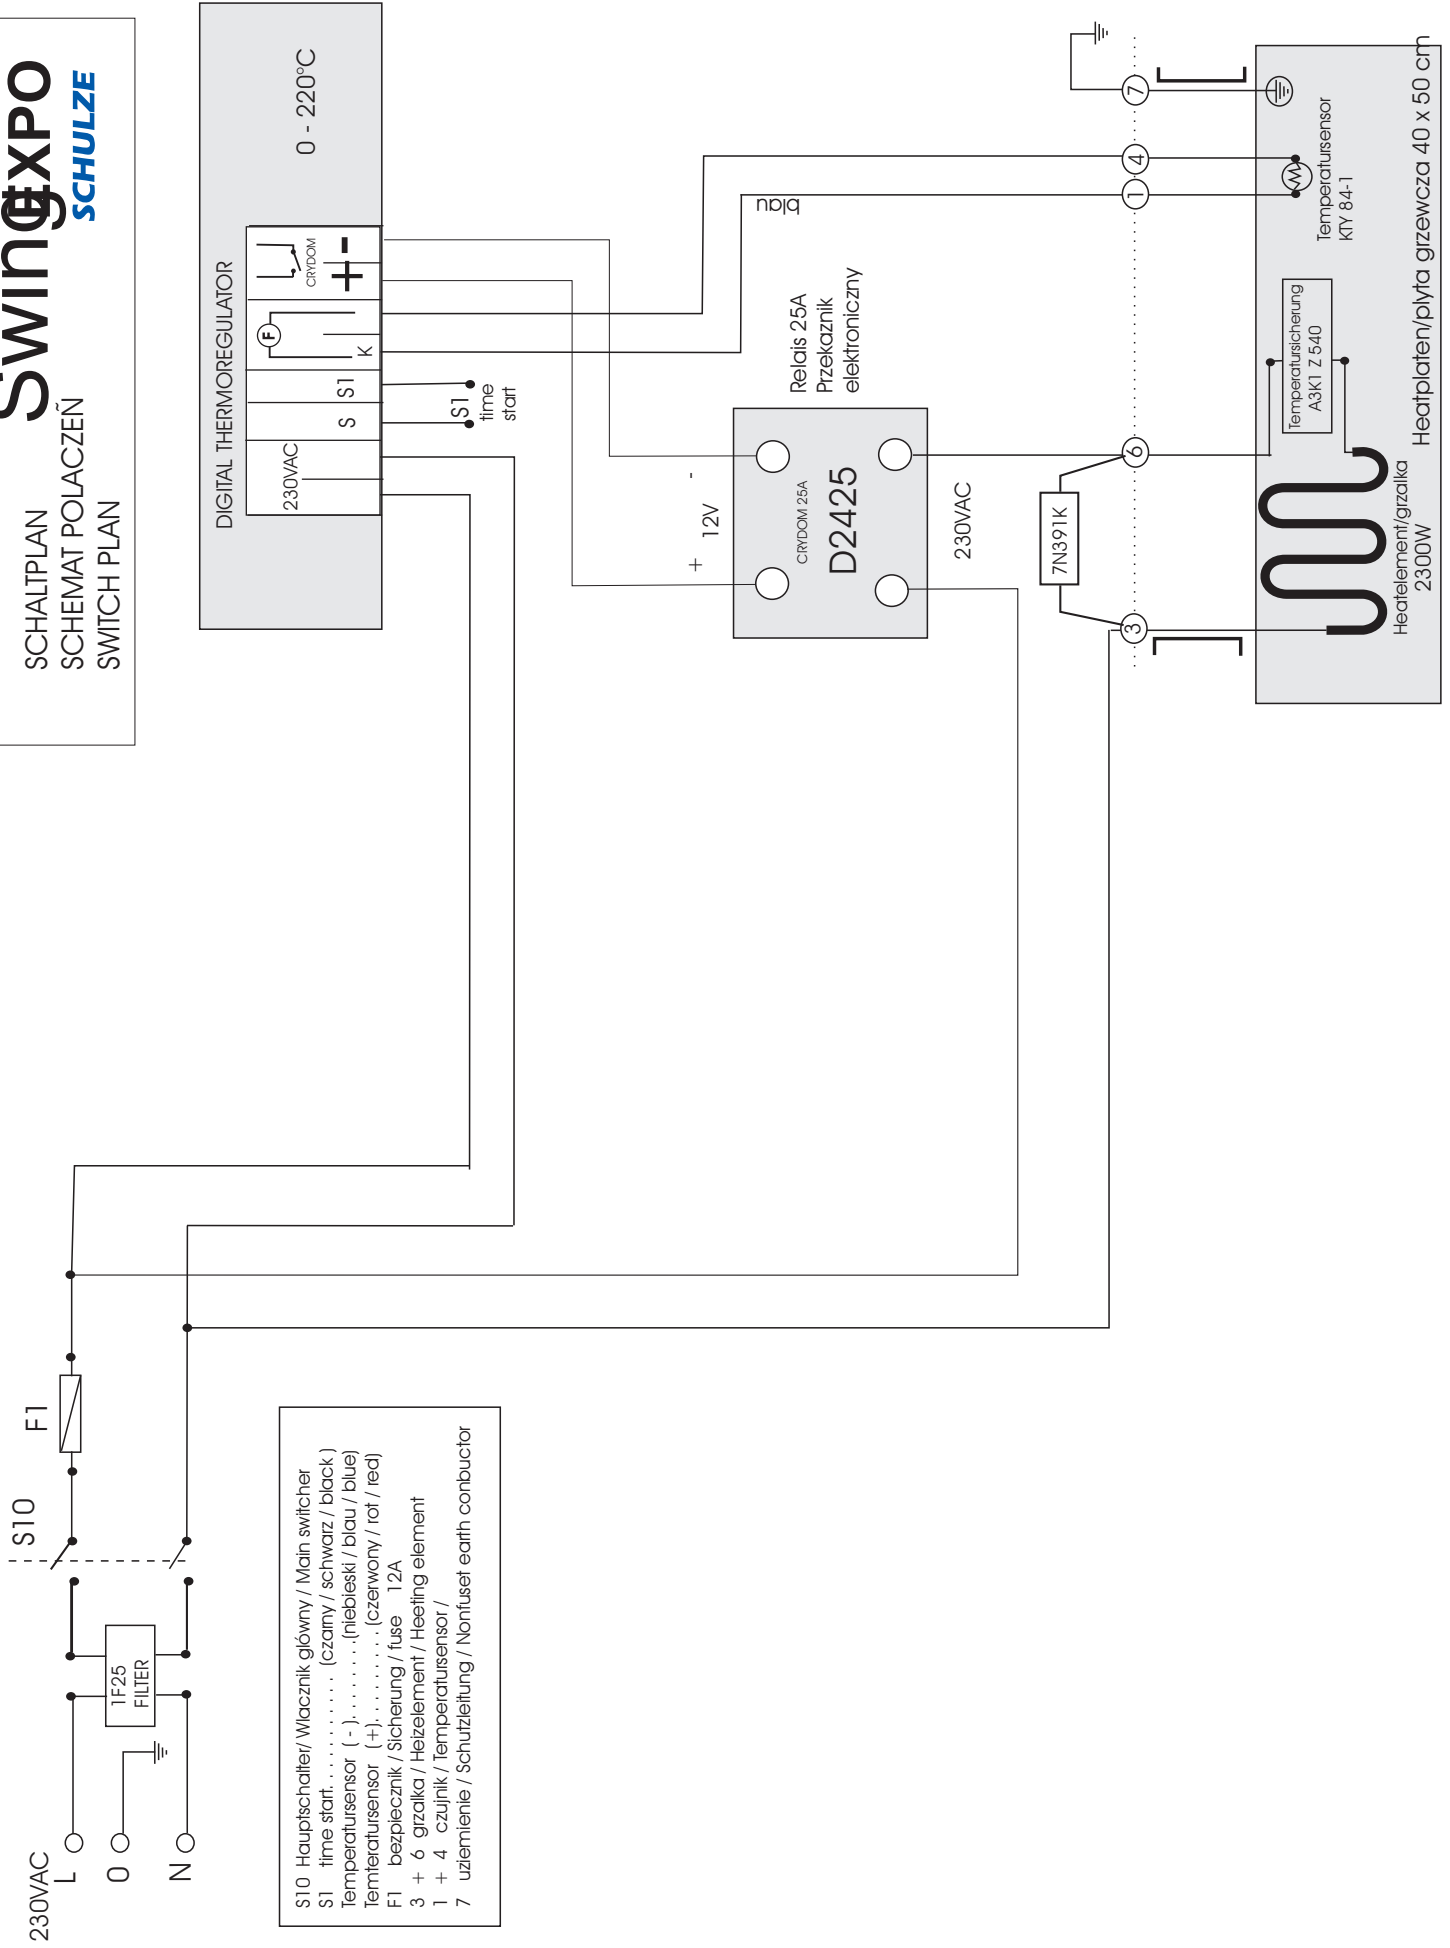 Swing
EXPO
SCHULZE
SCHALTPLAN
SCHEMAT POLACZEÑ
SWITCH PLAN
DIGITAL THERMOREGULATOR
0 - 220°C
230VAC
S
S1
K
F
CRYDOM
+ -
S1
time
start
blau
Relais 25A
Przekaznik
elektroniczny
+ 12V -
CRYDOM 25A
D2425
230VAC
7N391K
3
6
1
4
7
Temperatursensor
KTY 84-1
Temperatursicherung
A3K1 Z 540
Heatelement/grzalka
2300W
Heatplaten/plyta grzewcza 40 x 50 cm
230VAC
L
0
N
1F25
FILTER
S10
F1
S10 Hauptschalter/Wlacznik glówny / Main switcher
S1 time start. . . . . . . . . . . (czarny / schwarz / black )
Temperatursensor ( - ). . . . . . .(niebieski / blau / blue)
Temteratursensor (+). . . . . . . . (czerwony / rot / red)
F1 bezpiecznik / Sicherung / fuse 12A
3 + 6 grzalka / Heizelement / Heeting element
1 + 4 czujnik / Temperatursensor /
7 uziemienie / Schutzleitung / Nonfuset earth conbuctor